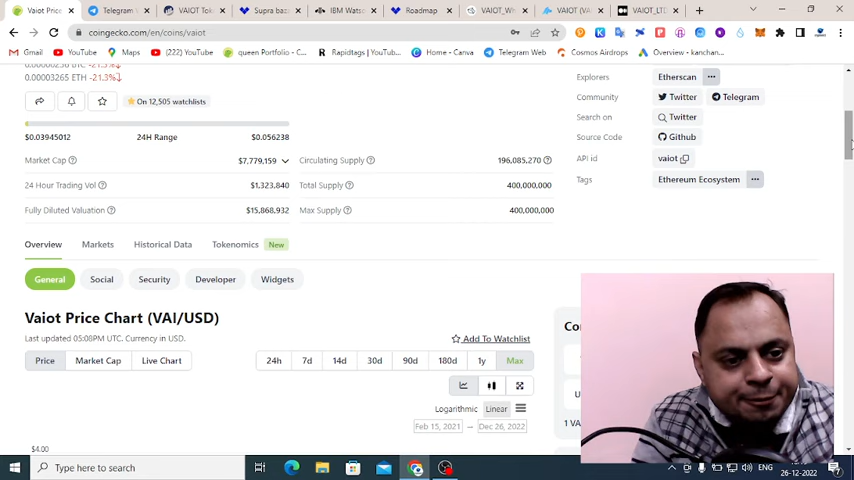 Vaiot Price
Telegram
VAIOT Tok
Supra baza
IBM Watso
Roadmap
VAIOT_W
VAIOT (VA
VAIOT_LTD
coingecko.com/en/coins/vaiot
Gmail
YouTube
Maps
(222) YouTube
queen Portfolio - C...
Rapidtags | YouTub...
Home - Canva
Telegram Web
Cosmos Airdrops
Overview - kanchan...
0.00003265 ETH -21.3%
On 12,505 watchlists
$0.03945012 24H Range $0.056238
Market Cap $7,779,159
Circulating Supply 196,085,270
24 Hour Trading Vol $1,323,840
Total Supply 400,000,000
Fully Diluted Valuation $15,868,932
Max Supply 400,000,000
Explorers Etherscan
Community Twitter Telegram
Search on Twitter
Source Code Github
API id vaiot
Tags Ethereum Ecosystem
Overview Markets Historical Data Tokenomics New
General Social Security Developer Widgets
Vaiot Price Chart (VAI/USD)
Last updated 05:08PM UTC. Currency in USD.
Add To Watchlist
Price Market Cap Live Chart
24h 7d 14d 30d 90d 180d 1y Max
Logarithmic Linear
Feb 15, 2021 Dec 26, 2022
$4.00
Co
U
1 VA
Type here to search
ENG
26-12-2022